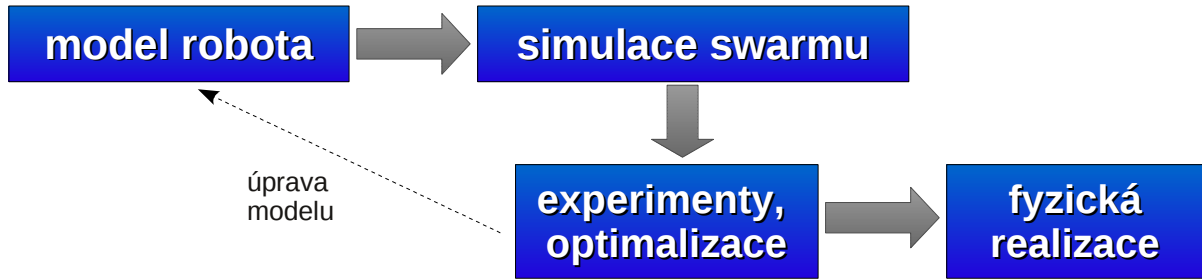 model robota
simulace swarmu
úprava
modelu
experimenty,
optimalizace
fyzická
realizace